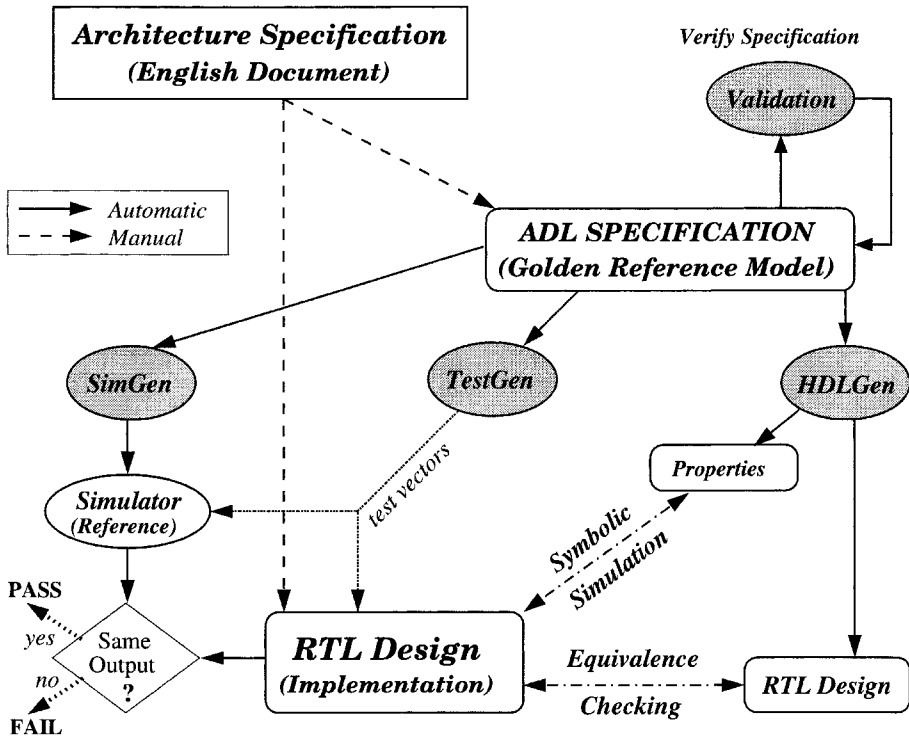 Architecture Specification
(English Document)
Verify Specification
Validation
Automatic
Manual
ADL SPECIFICATION
(Golden Reference Model)
SimGen
TestGen
HDLGen
Properties
Simulator
(Reference)
test vectors
Symbolic
Simulation
PASS
yes
Same
Output
?
no
FAIL
RTL Design
(Implementation)
Equivalence
Checking
RTL Design